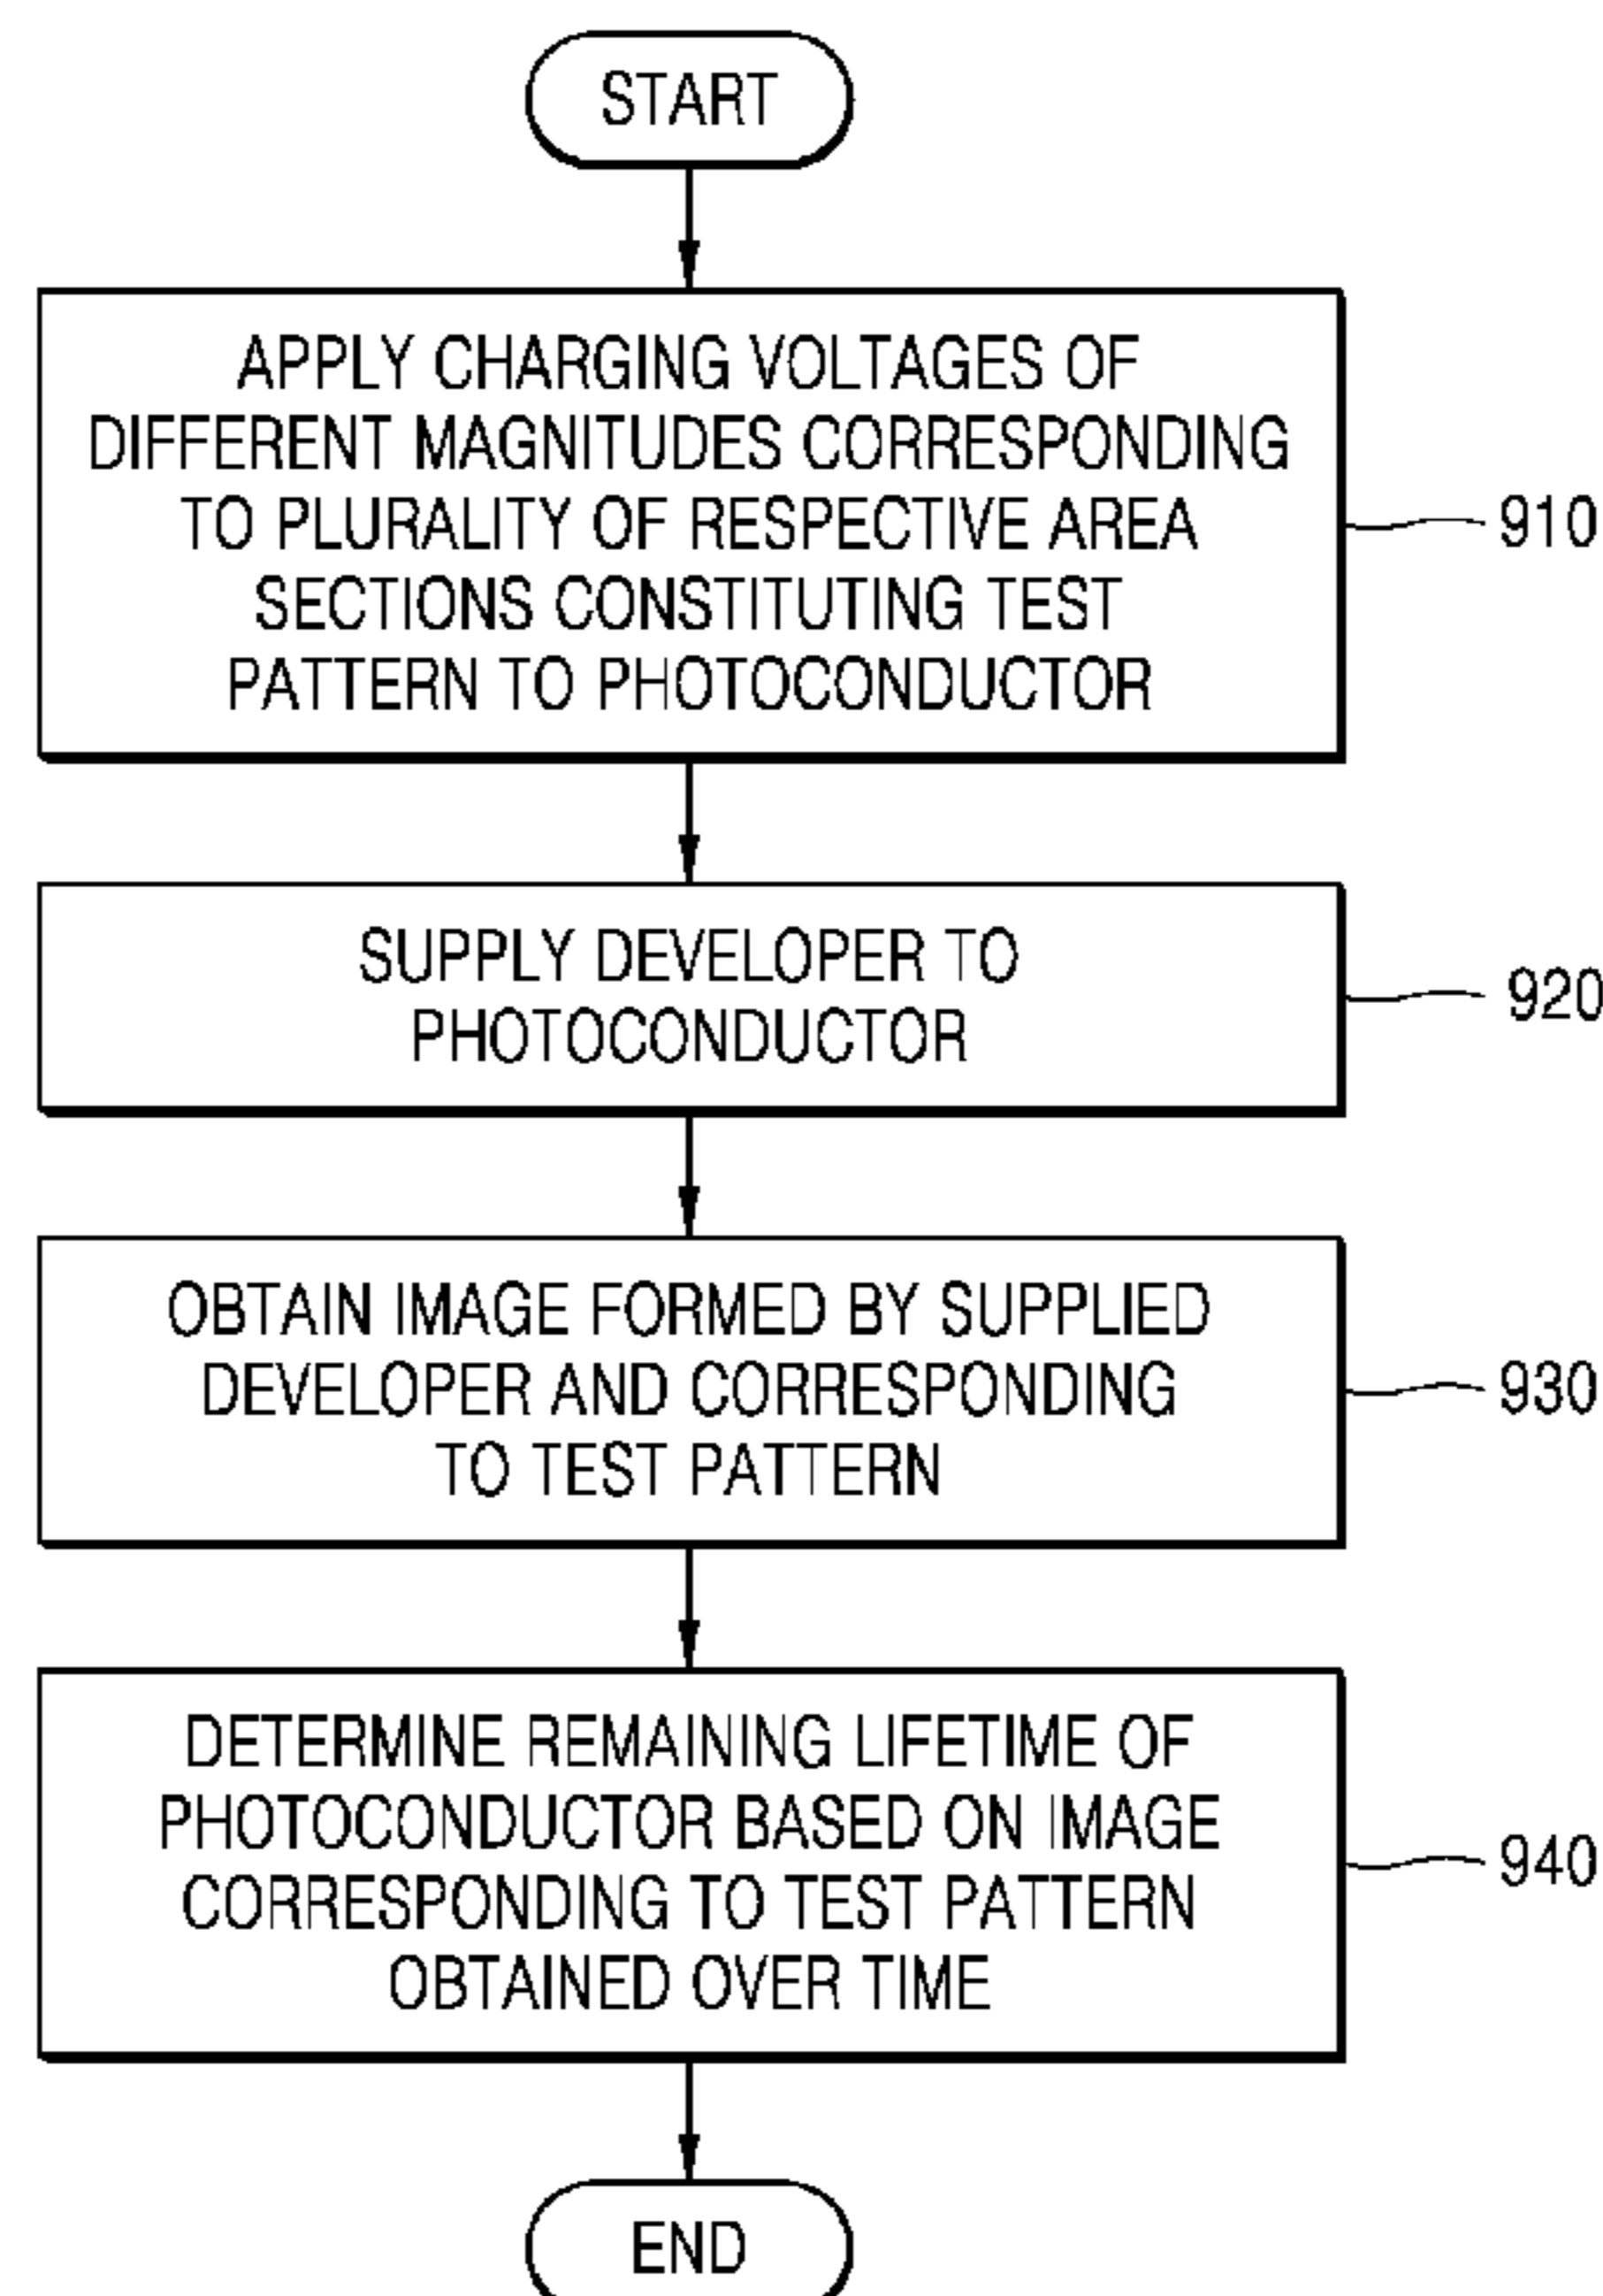 START
APPLY CHARGING VOLTAGES OF
DIFFERENT MAGNITUDES CORRESPONDING
TO PLURALITY OF RESPECTIVE AREA
SECTIONS CONSTITUTING TEST
PATTERN TO PHOTOCONDUCTOR
910
SUPPLY DEVELOPER TO
PHOTOCONDUCTOR
920
OBTAIN IMAGE FORMED BY SUPPLIED
DEVELOPER AND CORRESPONDING
TO TEST PATTERN
930
DETERMINE REMAINING LIFETIME OF
PHOTOCONDUCTOR BASED ON IMAGE
CORRESPONDING TO TEST PATTERN
OBTAINED OVER TIME
940
END